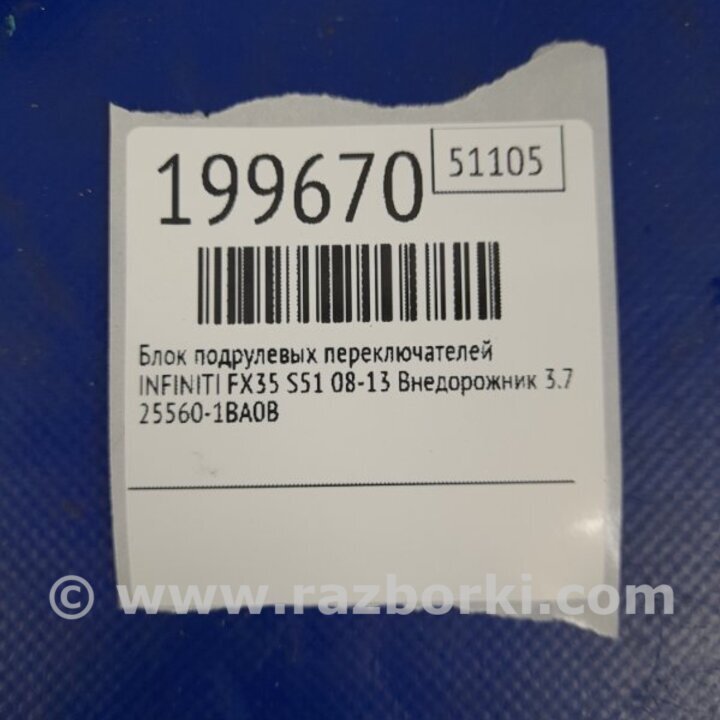 199670
51105
Блок подрулевых переключателей
INFINITI FX35 S51 08-13 Внедорожник 3.7
25560-1BA0B
© www.razborki.com